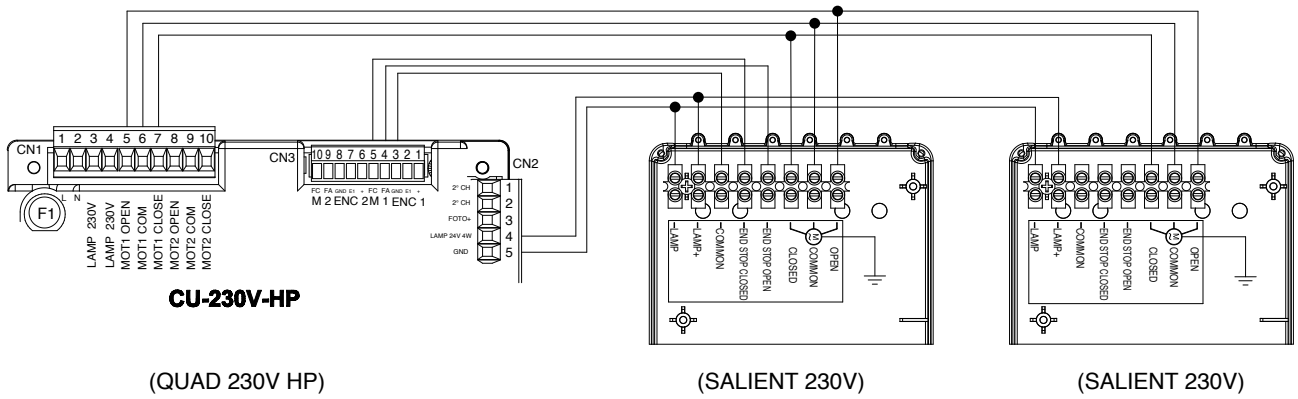 1 2 3 4 5 6 7 8 9 10
CN1
L N
F1
LAMP 230V
LAMP 230V
MOT1 OPEN
MOT1 COM
MOT1 CLOSE
MOT2 OPEN
MOT2 COM
MOT2 CLOSE
CU-230V-HP
CN3
10 9 8 7 6 5 4 3 2 1
FC FA GND E1 + FC FA GND E1 +
M 2 ENC 2 M 1 ENC 1
CN2
2° CH 1
2° CH 2
FOTO+ 3
LAMP 24V 4W 4
GND 5
LAMP
LAMP+
COMMON
END STOP CLOSED
END STOP OPEN
CLOSED
COMMON
OPEN
M
LAMP
LAMP+
COMMON
END STOP CLOSED
END STOP OPEN
CLOSED
COMMON
OPEN
M
(QUAD 230V HP) (SALIENT 230V) (SALIENT 230V)